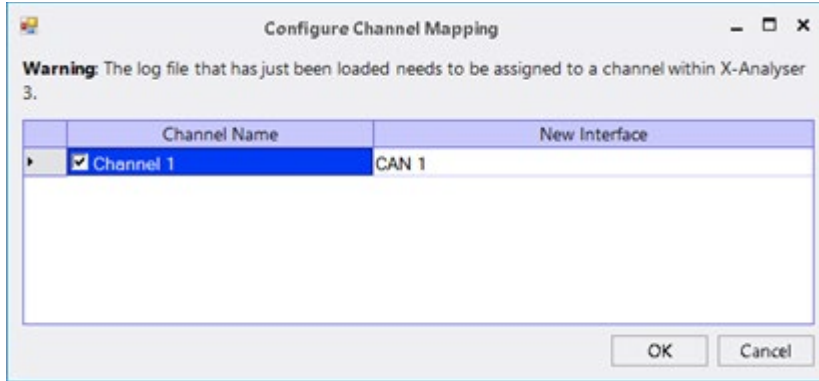 Configure Channel Mapping
Warning: The log file that has just been loaded needs to be assigned to a channel within X-Analyser
3.
Channel Name New Interface
Channel 1 CAN 1
OK Cancel